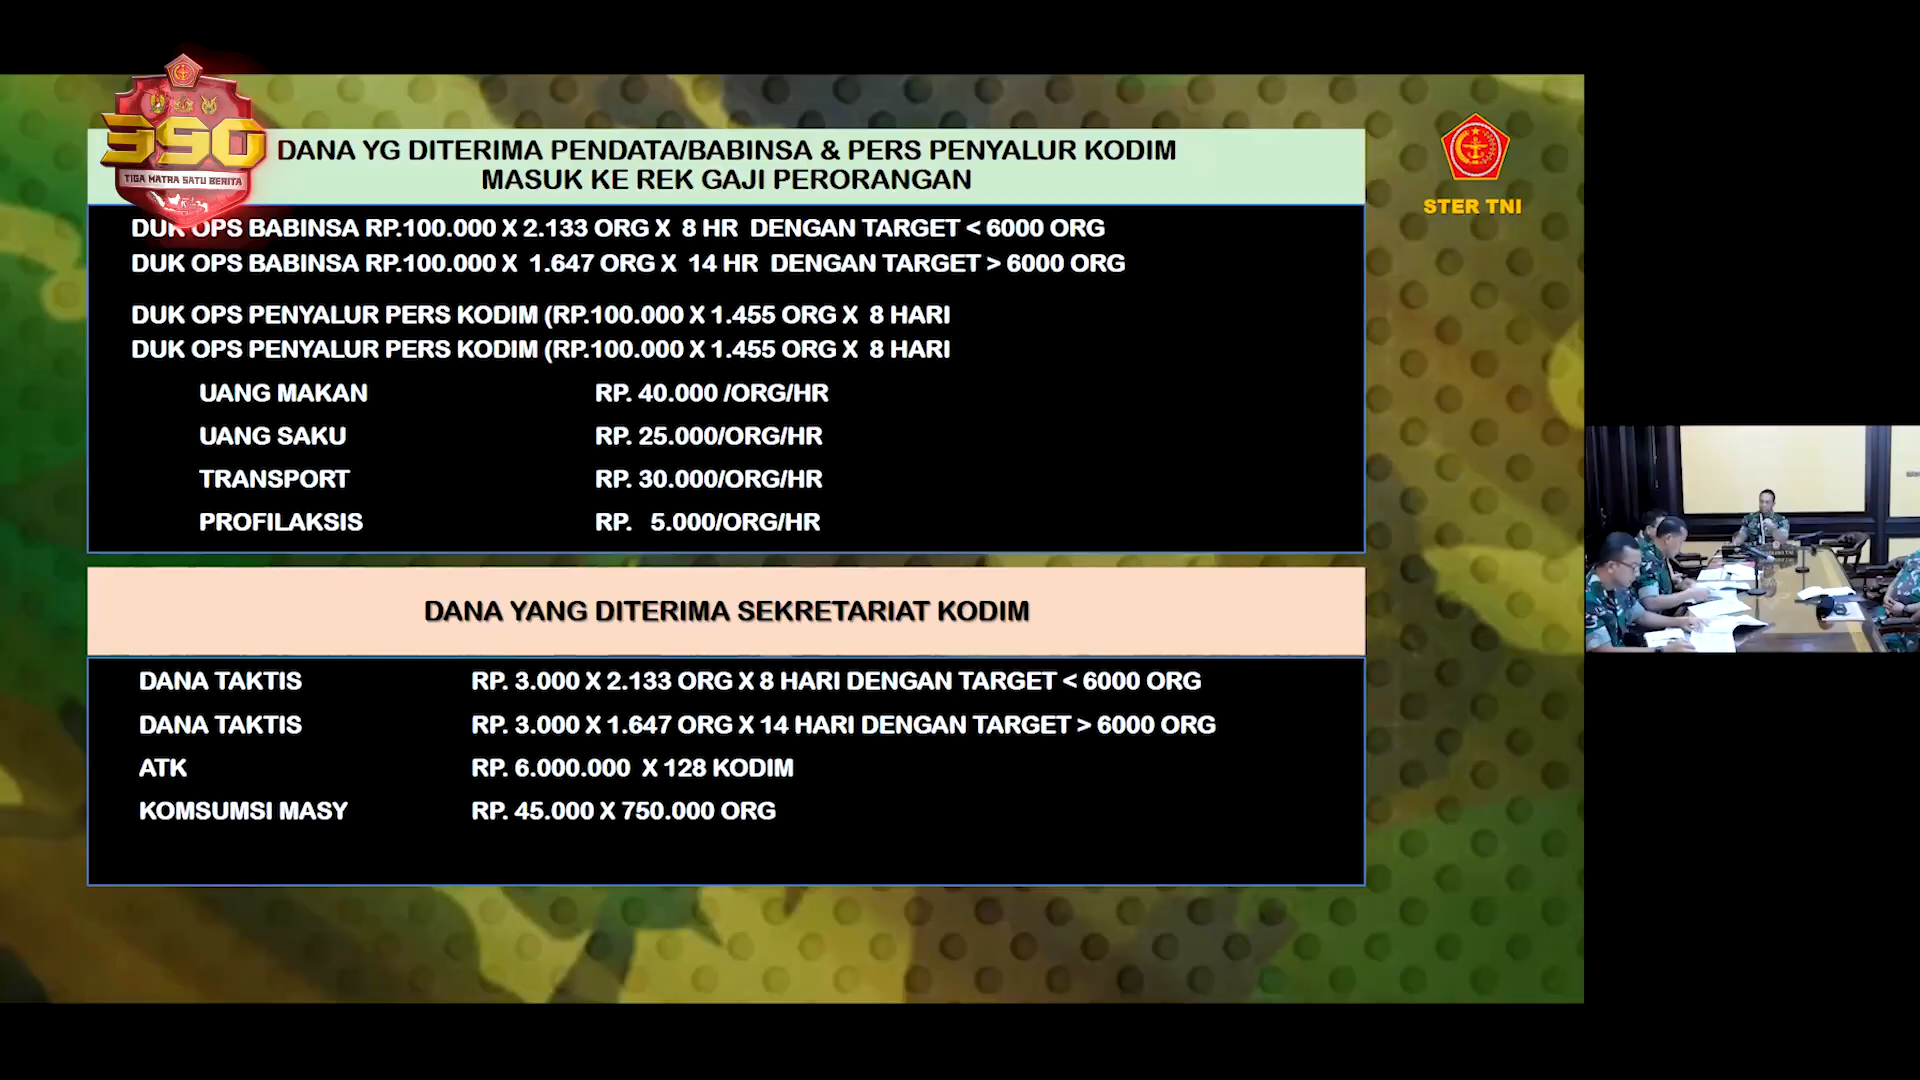 390
TIGA MATRA SATU BERITA
DANA YG DITERIMA PENDATA/BABINSA & PERS PENYALUR KODIM
MASUK KE REK GAJI PERORANGAN
STER TNI
DUK OPS BABINSA RP.100.000 X 2.133 ORG X 8 HR DENGAN TARGET < 6000 ORG
DUK OPS BABINSA RP.100.000 X 1.647 ORG X 14 HR DENGAN TARGET > 6000 ORG
DUK OPS PENYALUR PERS KODIM (RP.100.000 X 1.455 ORG X 8 HARI
DUK OPS PENYALUR PERS KODIM (RP.100.000 X 1.455 ORG X 8 HARI
UANG MAKAN RP. 40.000 /ORG/HR
UANG SAKU RP. 25.000/ORG/HR
TRANSPORT RP. 30.000/ORG/HR
PROFILAKSIS RP. 5.000/ORG/HR
DANA YANG DITERIMA SEKRETARIAT KODIM
DANA TAKTIS RP. 3.000 X 2.133 ORG X 8 HARI DENGAN TARGET < 6000 ORG
DANA TAKTIS RP. 3.000 X 1.647 ORG X 14 HARI DENGAN TARGET > 6000 ORG
ATK RP. 6.000.000 X 128 KODIM
KOMSUMSI MASY RP. 45.000 X 750.000 ORG